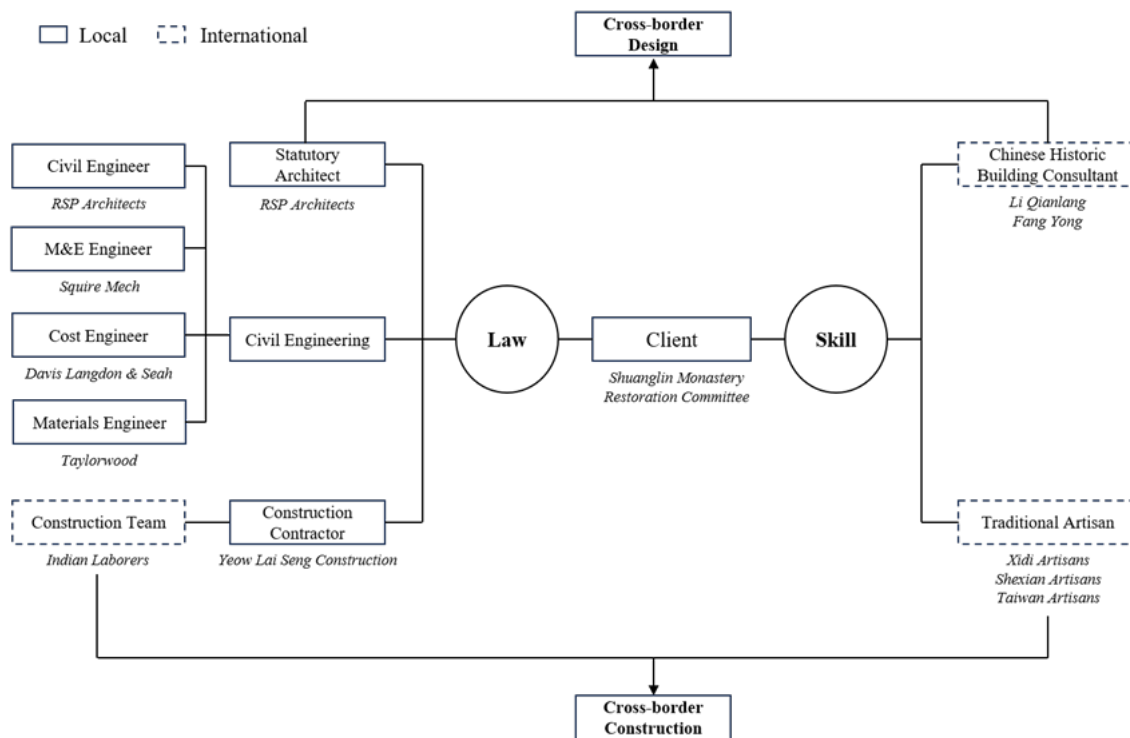 Local
International
Cross-border
Design
Civil Engineer
RSP Architects
Statutory
Architect
RSP Architects
Chinese Historic
Building Consultant
Li Qianlang
Fang Yong
M&E Engineer
Squire Mech
Cost Engineer
Davis Langdon & Seah
Civil Engineering
Law
Client
Shuanglin Monastery
Restoration Committee
Skill
Materials Engineer
Taylorwood
Construction Team
Indian Laborers
Construction
Contractor
Yeow Lai Seng Construction
Traditional Artisan
Xidi Artisans
Shexian Artisans
Taiwan Artisans
Cross-border
Construction